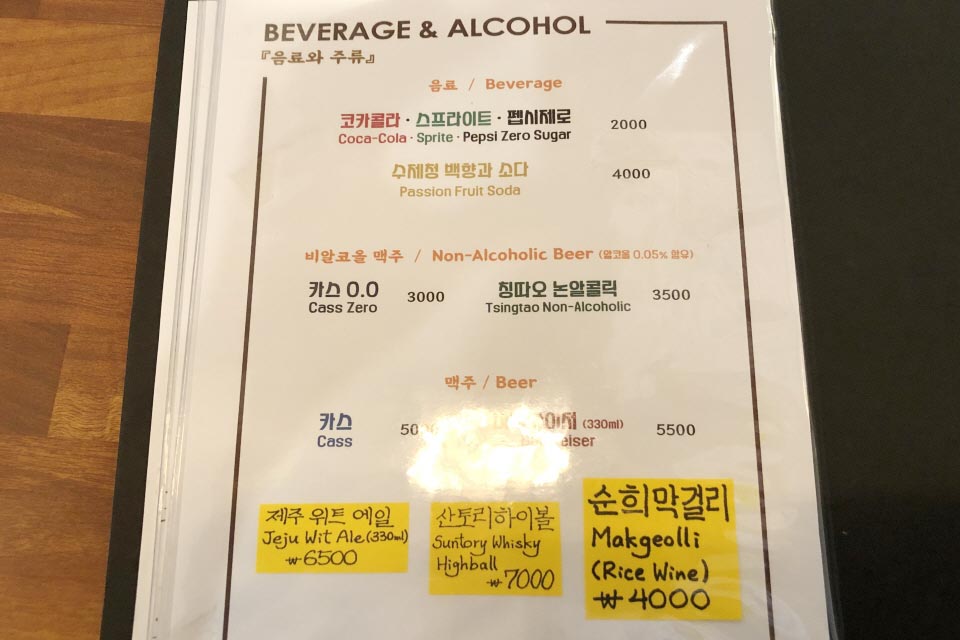 BEVERAGE & ALCOHOL
『음료와 주류』
음료 / Beverage
코카콜라 · 스프라이트 · 펩시제로
Coca-Cola · Sprite · Pepsi Zero Sugar
2000
수제청 백향과 소다
Passion Fruit Soda
4000
비알코올 맥주 / Non-Alcoholic Beer (알코올 0.05% 함유)
카스 0.0
Cass Zero
3000
칭따오 논알콜릭
Tsingtao Non-Alcoholic
3500
맥주 / Beer
카스
Cass
(330ml)
5500
제주 위트 에일
Jeju Wit Ale (330ml)
₩6500
산토리하이볼
Suntory Whisky
Highball
₩7000
순희막걸리
Makgeolli
(Rice Wine)
₩4000